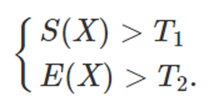 S(X) > T₁
E(X) > T₂.